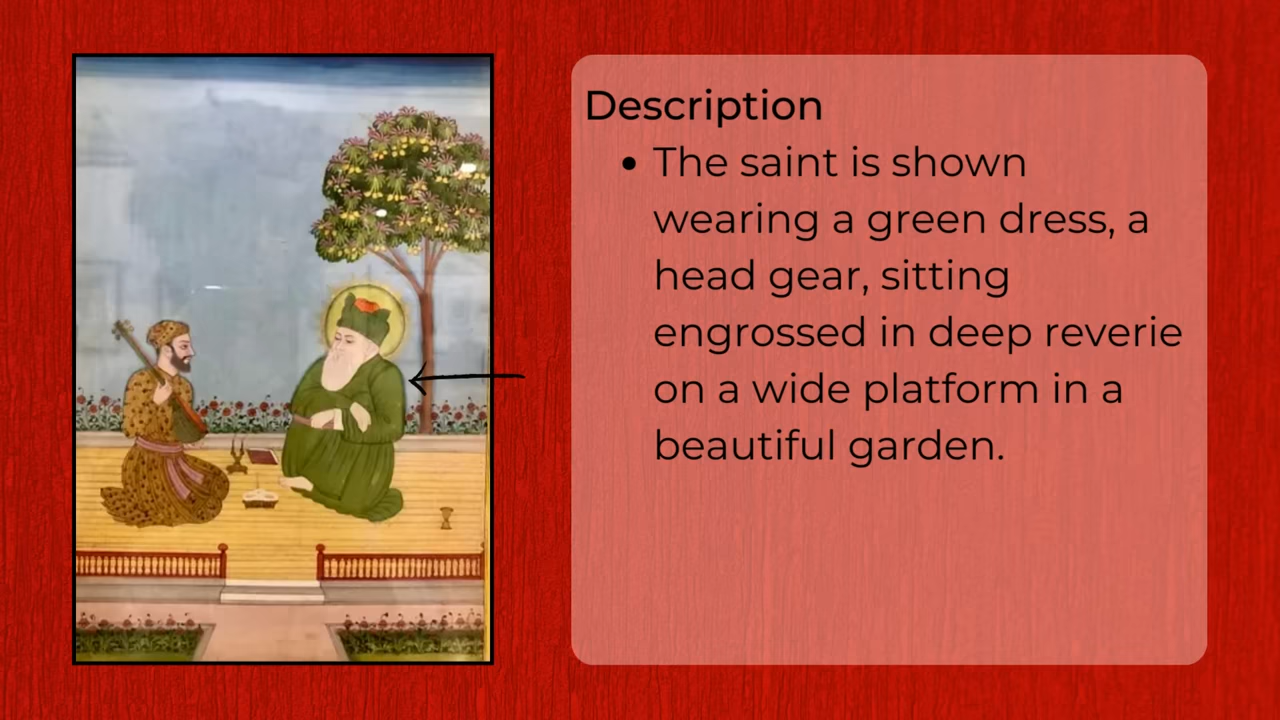 Description
• The saint is shown
wearing a green dress, a
head gear, sitting
engrossed in deep reverie
on a wide platform in a
beautiful garden.